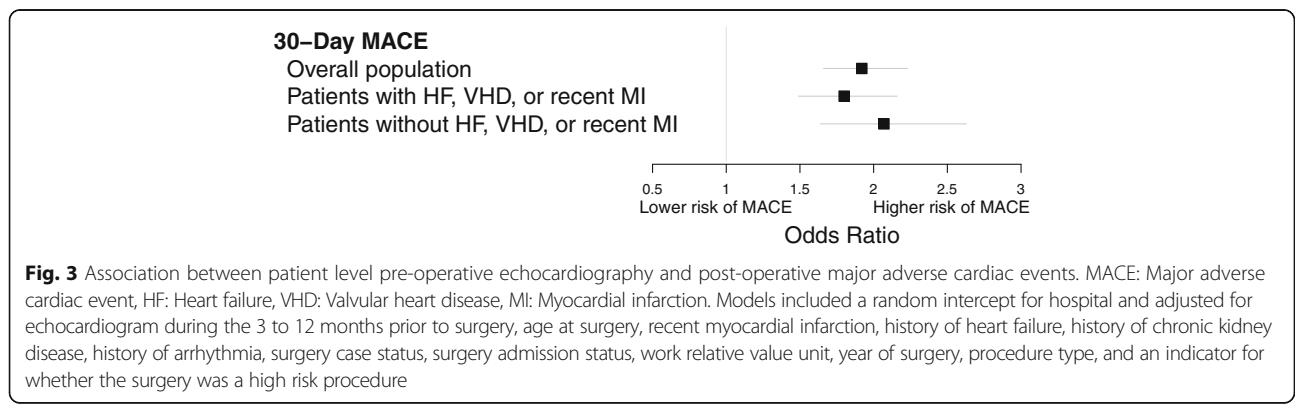 30–Day MACE
Overall population
Patients with HF, VHD, or recent MI
Patients without HF, VHD, or recent MI
0.5 1 1.5 2 2.5 3
Lower risk of MACE Higher risk of MACE
Odds Ratio
Fig. 3 Association between patient level pre-operative echocardiography and post-operative major adverse cardiac events. MACE: Major adverse
cardiac event, HF: Heart failure, VHD: Valvular heart disease, MI: Myocardial infarction. Models included a random intercept for hospital and adjusted for
echocardiogram during the 3 to 12 months prior to surgery, age at surgery, recent myocardial infarction, history of heart failure, history of chronic kidney
disease, history of arrhythmia, surgery case status, surgery admission status, work relative value unit, year of surgery, procedure type, and an indicator for
whether the surgery was a high risk procedure